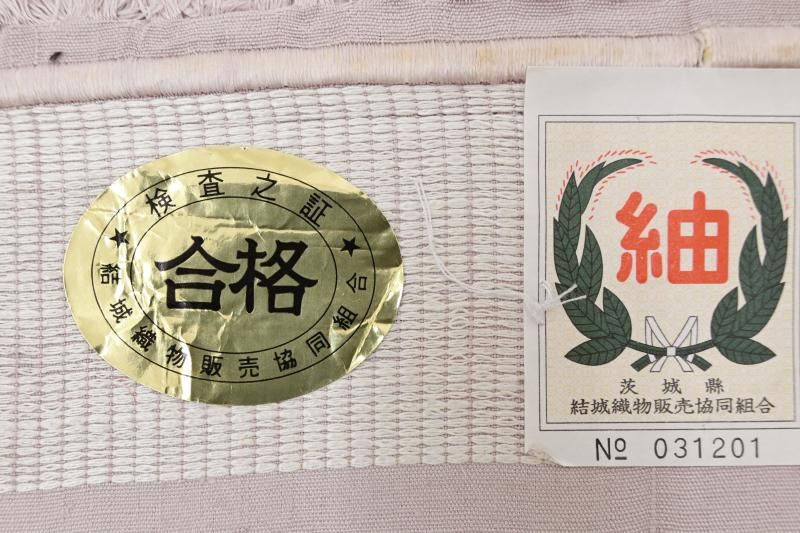 検査之証
合格
結城織物販売協同組合
紬
茨城縣
結城織物販売協同組合
No 031201